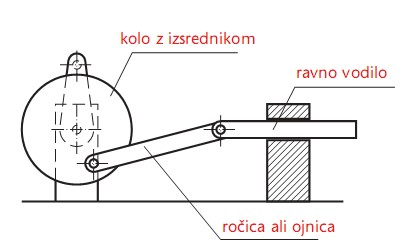 kolo z izsrednikom
ravno vodilo
ročica ali ojnica